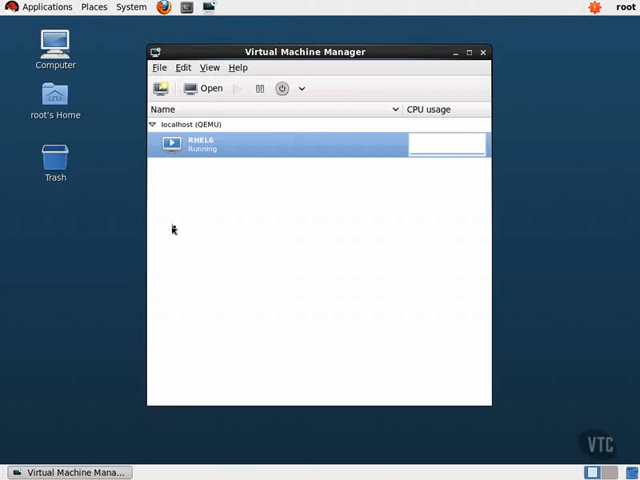 Applications Places System root
Computer
root's Home
Trash
Virtual Machine Manager
File Edit View Help
Open
Name CPU usage
localhost (QEMU)
RHEL6
Running
VTC
Virtual Machine Mana...